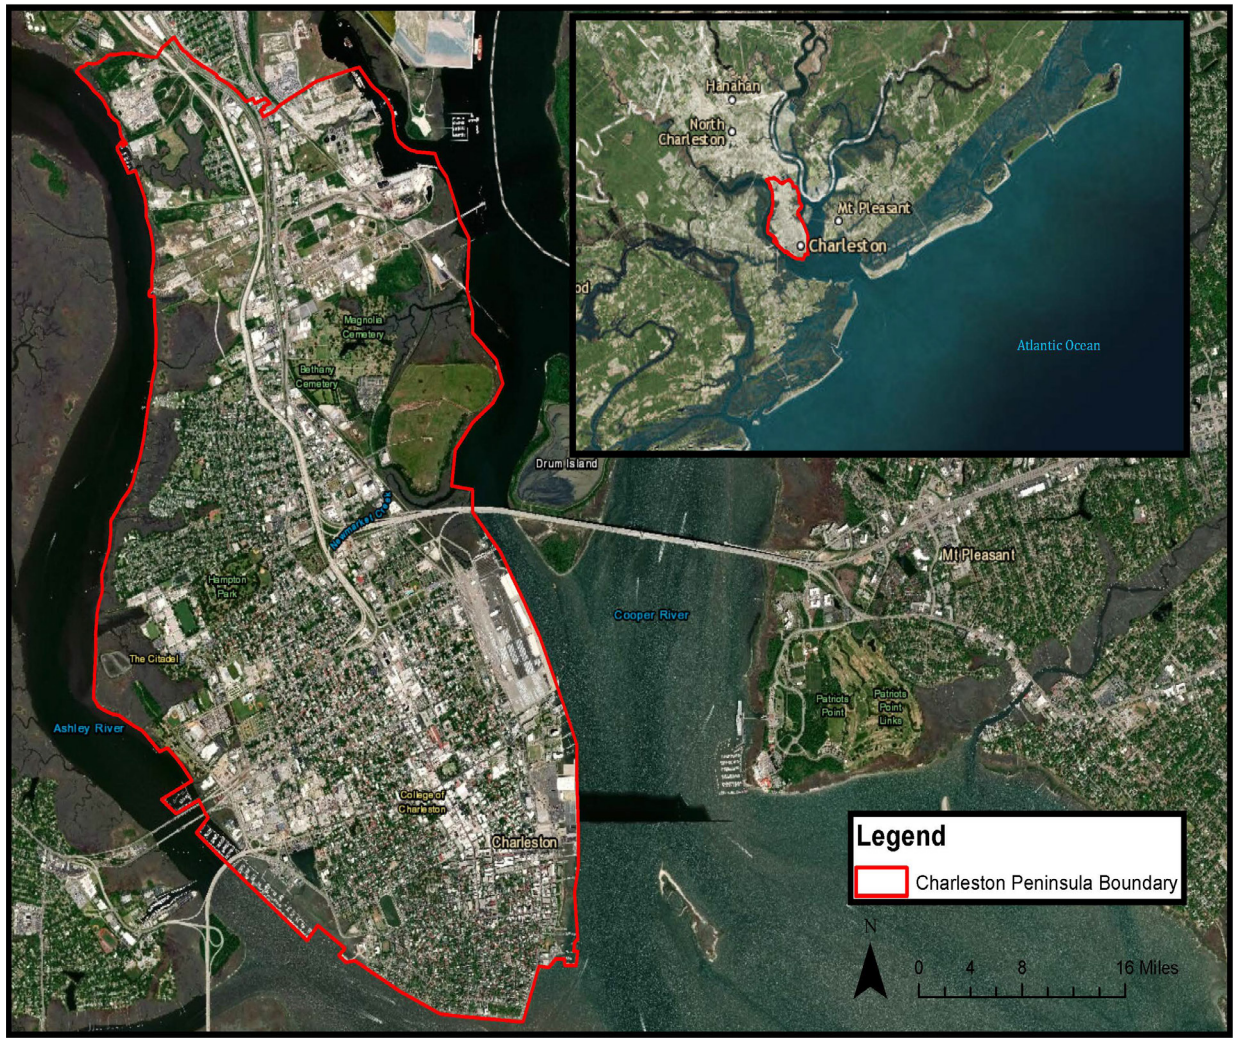 Hanahan
North
Charleston
Mt Pleasant
Charleston
od
Atlantic Ocean
Magnolia
Cemetery
Bethany
Cemetery
Drum Island
Newmarket Creek
Mt Pleasant
Hampton
Park
Cooper River
The Citadel
Patriots
Point
Patriots
Point
Links
Ashley River
College of
Charleston
Charleston
Legend
Charleston Peninsula Boundary
N
0 4 8 16 Miles